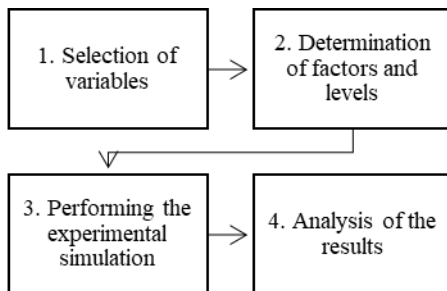 1. Selection of
variables
2. Determination
of factors and
levels
3. Performing the
experimental
simulation
4. Analysis of the
results